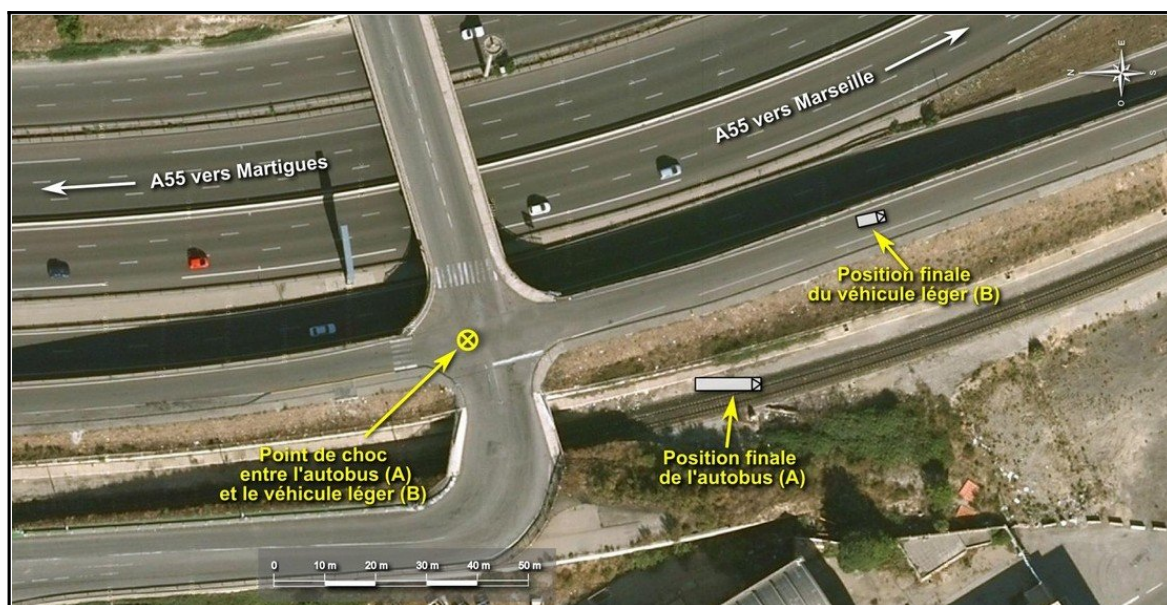 A55 vers Marseille
E
N
S
O
A55 vers Martigues
Position finale
du véhicule léger (B)
Point de choc
entre l'autobus (A)
et le véhicule léger (B)
Position finale
de l'autobus (A)
0 10 m 20 m 30 m 40 m 50 m